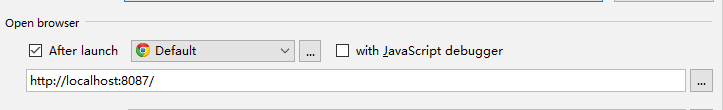 Open browser
After launch Default ... with JavaScript debugger
http://localhost:8087/ ...